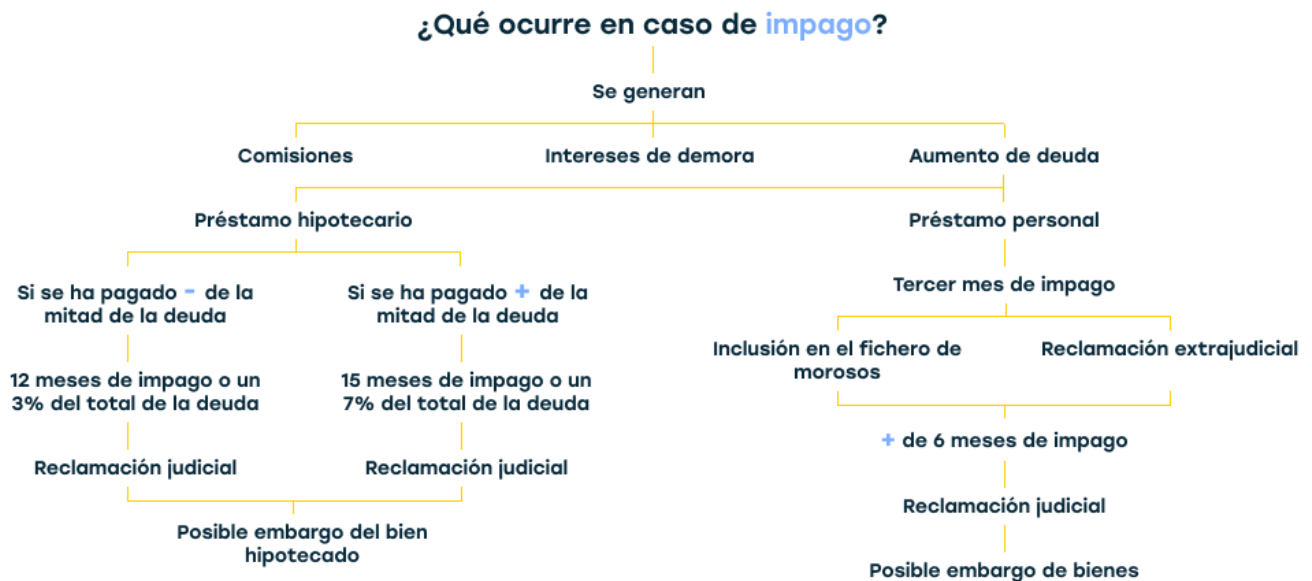 ¿Qué ocurre en caso de impago?
Se generan
Comisiones
Intereses de demora
Aumento de deuda
Préstamo hipotecario
Préstamo personal
Si se ha pagado - de la
mitad de la deuda
Si se ha pagado + de la
mitad de la deuda
Tercer mes de impago
12 meses de impago o un
3% del total de la deuda
15 meses de impago o un
7% del total de la deuda
Inclusión en el fichero de
morosos
Reclamación extrajudicial
+ de 6 meses de impago
Reclamación judicial
Reclamación judicial
Reclamación judicial
Posible embargo del bien
hipotecado
Posible embargo de bienes